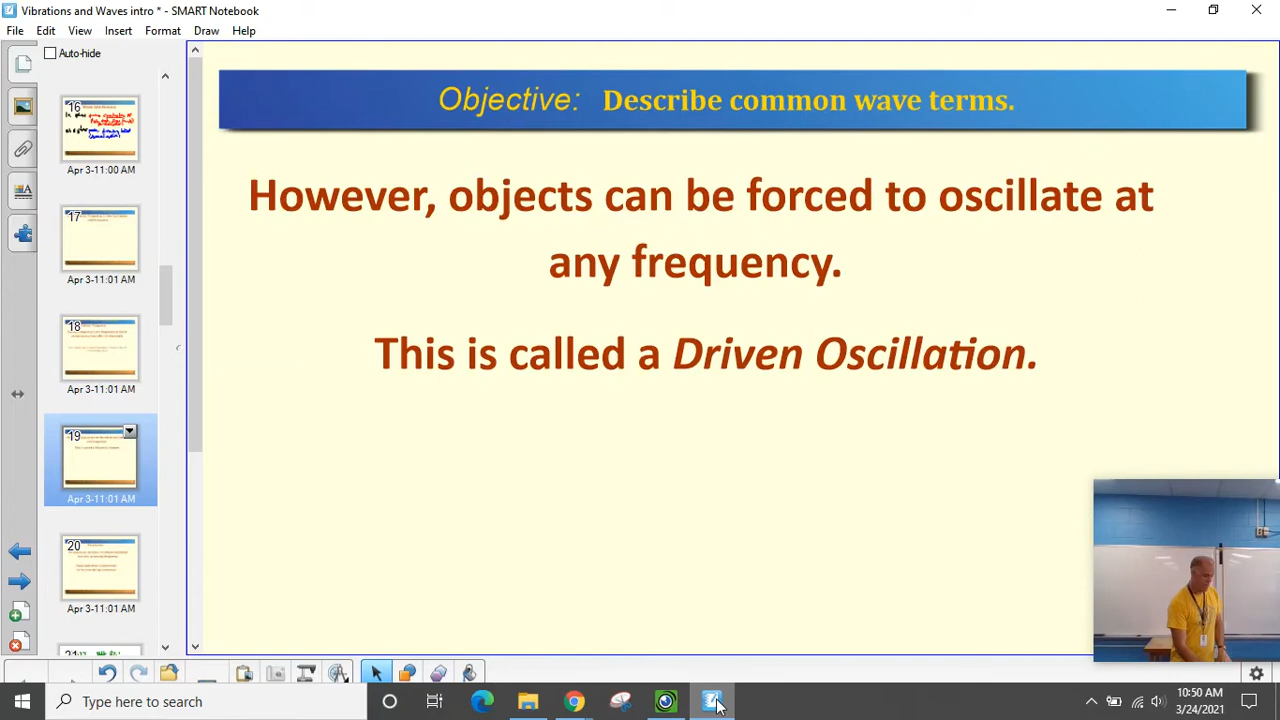 Vibrations and Waves intro * - SMART Notebook
File Edit View Insert Format Draw Help
Auto-hide
16
Apr 3-11:00 AM
17
Apr 3-11:01 AM
18
Apr 3-11:01 AM
19
Apr 3-11:01 AM
20
Apr 3-11:01 AM
Objective: Describe common wave terms.
However, objects can be forced to oscillate at
any frequency.
This is called a Driven Oscillation.
Type here to search
10:50 AM
3/24/2021